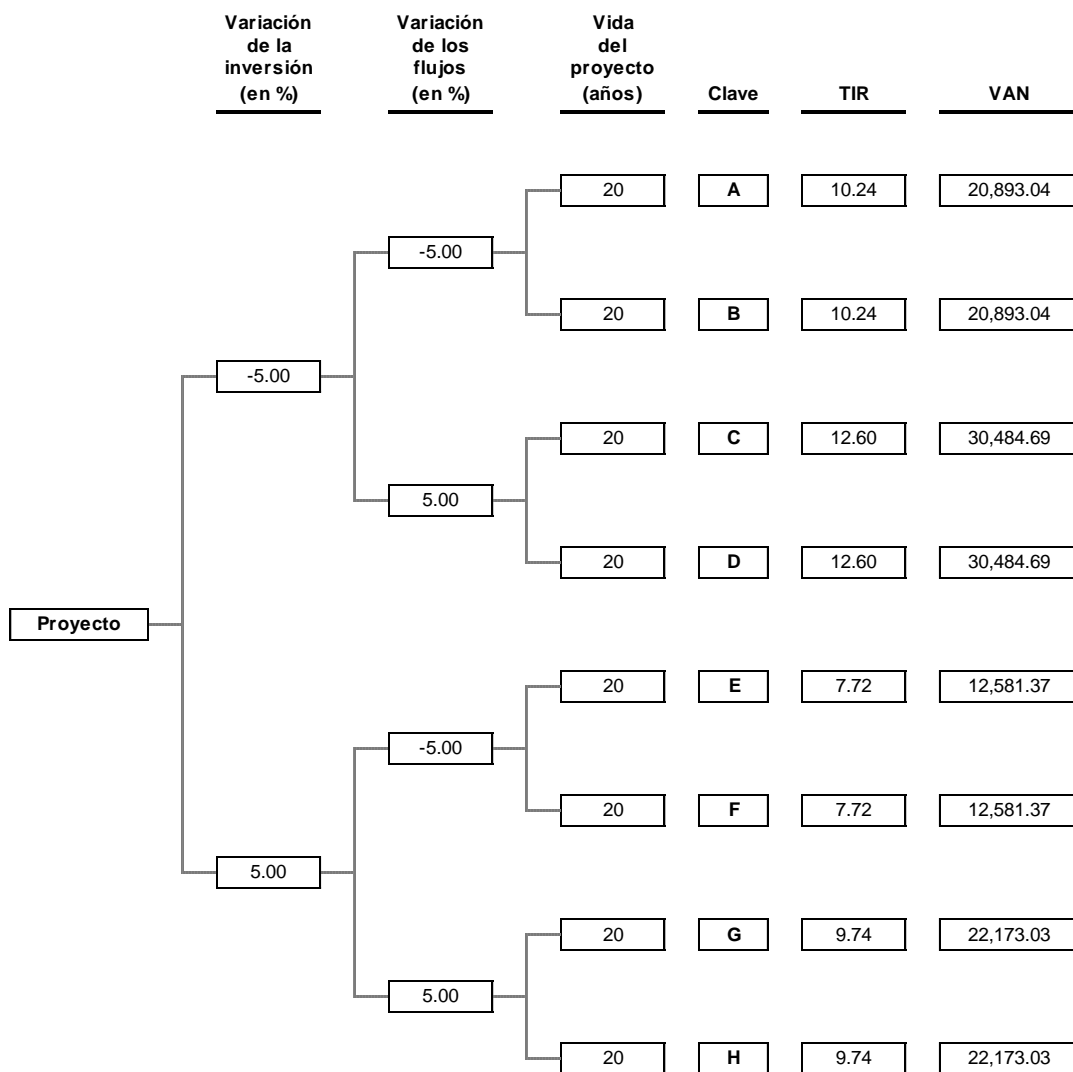 Variación de la inversión (en %)
Variación de los flujos (en %)
Vida del proyecto (años)
Clave
TIR
VAN
20 A 10.24 20,893.04
-5.00
20 B 10.24 20,893.04
-5.00
20 C 12.60 30,484.69
5.00
20 D 12.60 30,484.69
Proyecto
20 E 7.72 12,581.37
-5.00
20 F 7.72 12,581.37
5.00
20 G 9.74 22,173.03
5.00
20 H 9.74 22,173.03